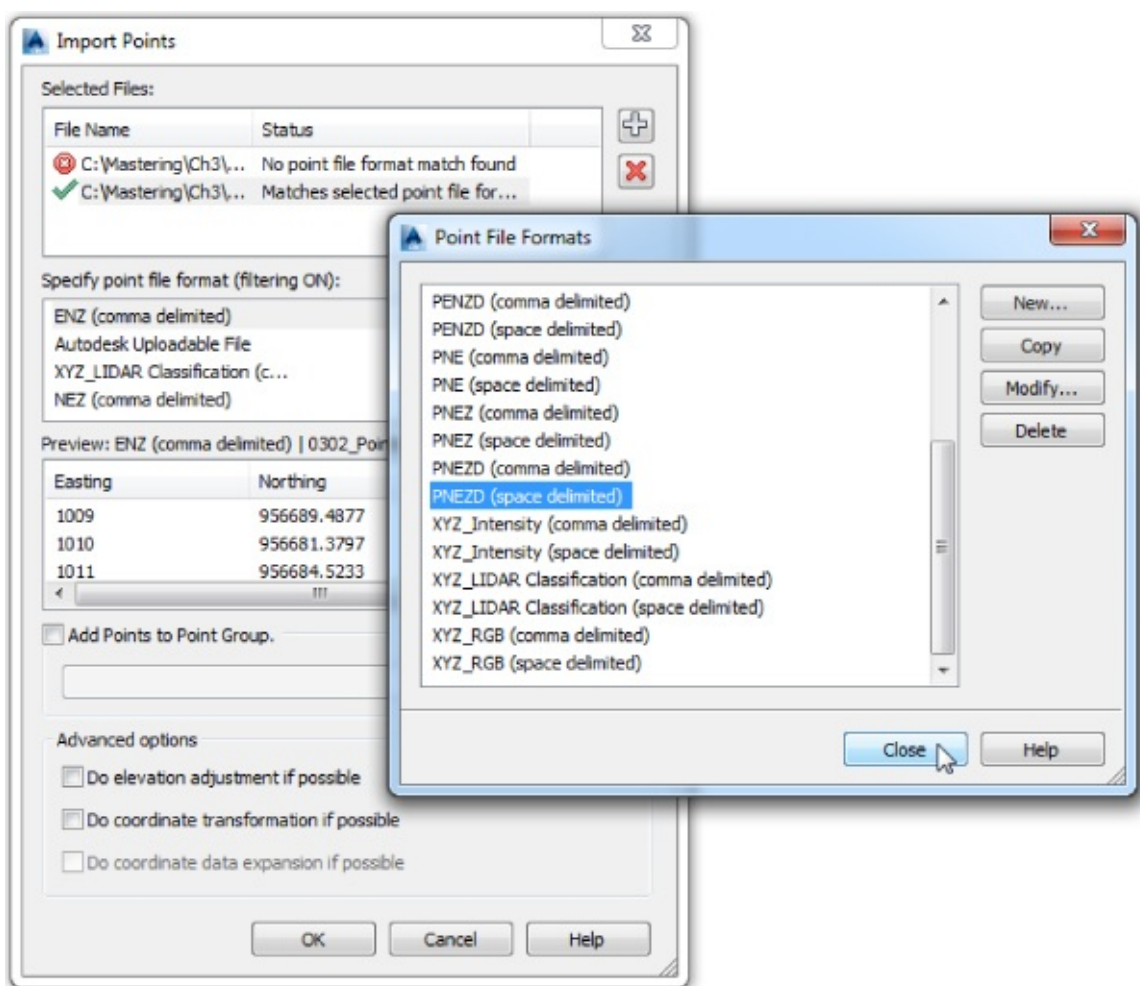 Import Points
Selected Files:
File Name Status
C:\Mastering\Ch3\... No point file format match found
C:\Mastering\Ch3\... Matches selected point file for...
Specify point file format (filtering ON):
ENZ (comma delimited)
Autodesk Uploadable File
XYZ_LIDAR Classification (c...
NEZ (comma delimited)
Preview: ENZ (comma delimited) | 0302_Poin
Easting Northing
1009 956689.4877
1010 956681.3797
1011 956684.5233
Add Points to Point Group.
Advanced options
Do elevation adjustment if possible
Do coordinate transformation if possible
Do coordinate data expansion if possible
OK Cancel Help
Point File Formats
PENZD (comma delimited)
PENZD (space delimited)
PNE (comma delimited)
PNE (space delimited)
PNEZ (comma delimited)
PNEZ (space delimited)
PNEZD (comma delimited)
PNEZD (space delimited)
XYZ_Intensity (comma delimited)
XYZ_Intensity (space delimited)
XYZ_LIDAR Classification (comma delimited)
XYZ_LIDAR Classification (space delimited)
XYZ_RGB (comma delimited)
XYZ_RGB (space delimited)
New...
Copy
Modify...
Delete
Close Help